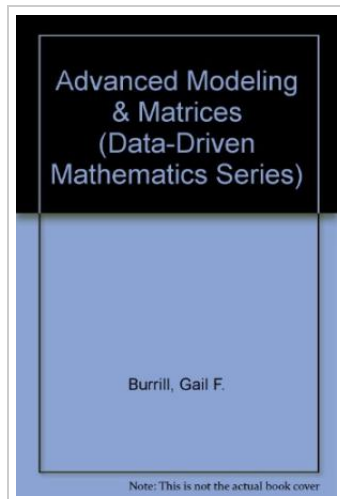 Advanced Modeling
& Matrices
(Data-Driven
Mathematics Series)
Burrill, Gail F.
Note: This is not the actual book cover